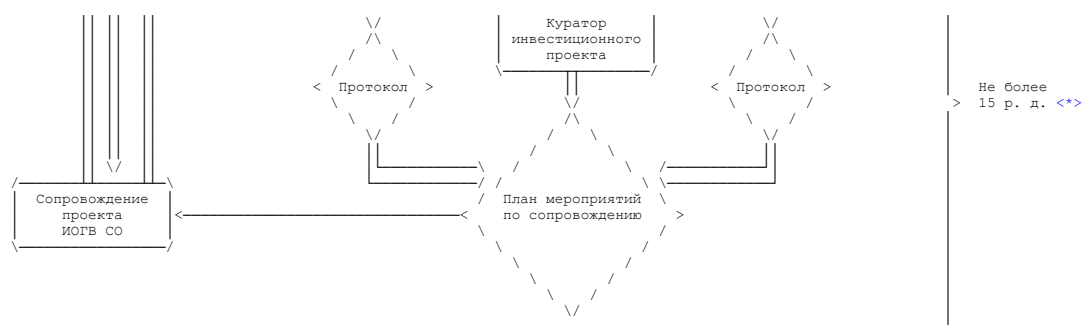 Куратор
инвестиционного
проекта
Протокол
Протокол
Не более
15 р. д. <*>
Сопровождение
проекта
ИОГВ СО
План мероприятий
по сопровождению